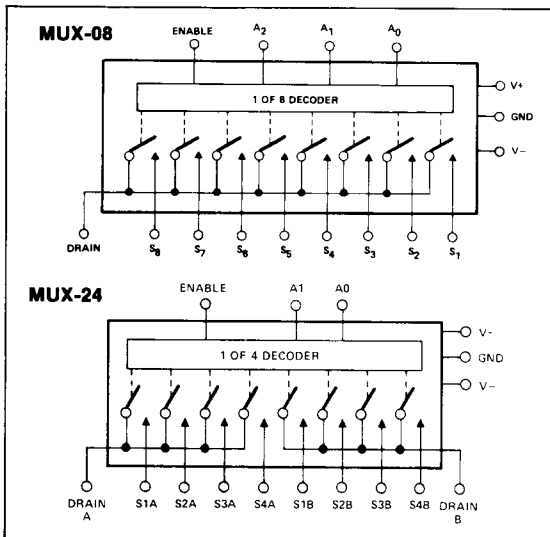 MUX-08
ENABLE A2 A1 A0
1 OF 8 DECODER
V+
GND
V−
DRAIN S8 S7 S6 S5 S4 S3 S2 S1
MUX-24
ENABLE A1 A0
1 OF 4 DECODER
V-
GND
V−
DRAIN A S1A S2A S3A S4A S1B S2B S3B S4B DRAIN B